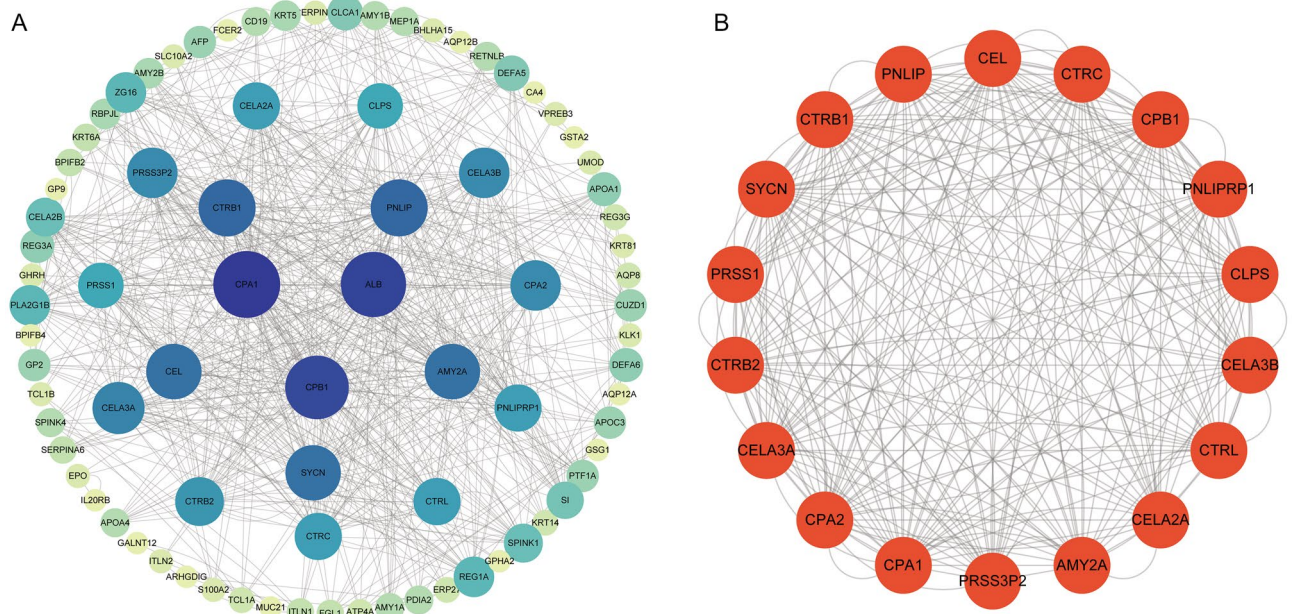 A
B
ERPIN
CLCA1
KRT5
AMY1B
CD19
MEP1A
FCER2
BHLHA15
AFP
AQP12B
SLC10A2
RETNLB
AMY2B
DEFA5
ZG16
CA4
RBPJL
VPREB3
KRT6A
GSTA2
BPIFB2
UMOD
GP9
APOA1
CELA2B
REG3G
REG3A
KRT81
GHRH
AQP8
PLA2G1B
CUZD1
BPIFB4
KLK1
GP2
DEFA6
TCL1B
AQP12A
SPINK4
APOC3
SERPINA6
GSG1
EPO
PTF1A
IL20RB
SI
APOA4
KRT14
GALNT12
SPINK1
ITLN2
GPHA2
ARHGDIG
REG1A
S100A2
ERP27
TCL1A
PDIA2
MUC21
AMY1A
ITLN1
FGL1
ATP4A
CELA2A
CLPS
PRSS3P2
CELA3B
CTRB1
PNLIP
CPA1
ALB
PRSS1
CPA2
CEL
AMY2A
CPB1
CELA3A
PNLIPRP1
SYCN
CTRB2
CTRL
CTRC
CEL
PNLIP
CTRC
CTRB1
CPB1
SYCN
PNLIPRP1
PRSS1
CLPS
CTRB2
CELA3B
CELA3A
CTRL
CPA2
CELA2A
CPA1
AMY2A
PRSS3P2